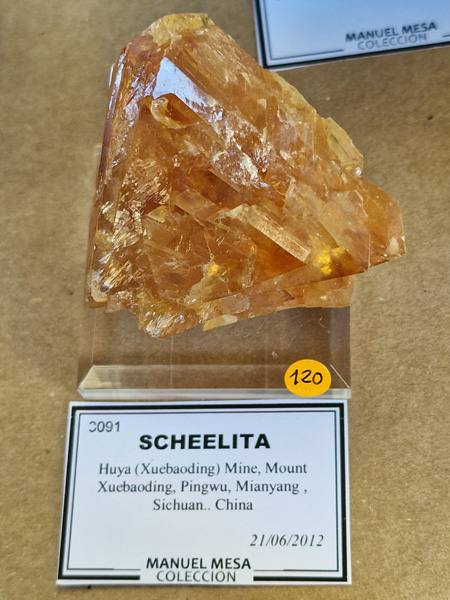 MANUEL MESA
COLECCIÓN
120
3091
SCHEELITA
Huya (Xuebaoding) Mine, Mount
Xuebaoding, Pingwu, Mianyang ,
Sichuan.. China
21/06/2012
MANUEL MESA
COLECCIÓN